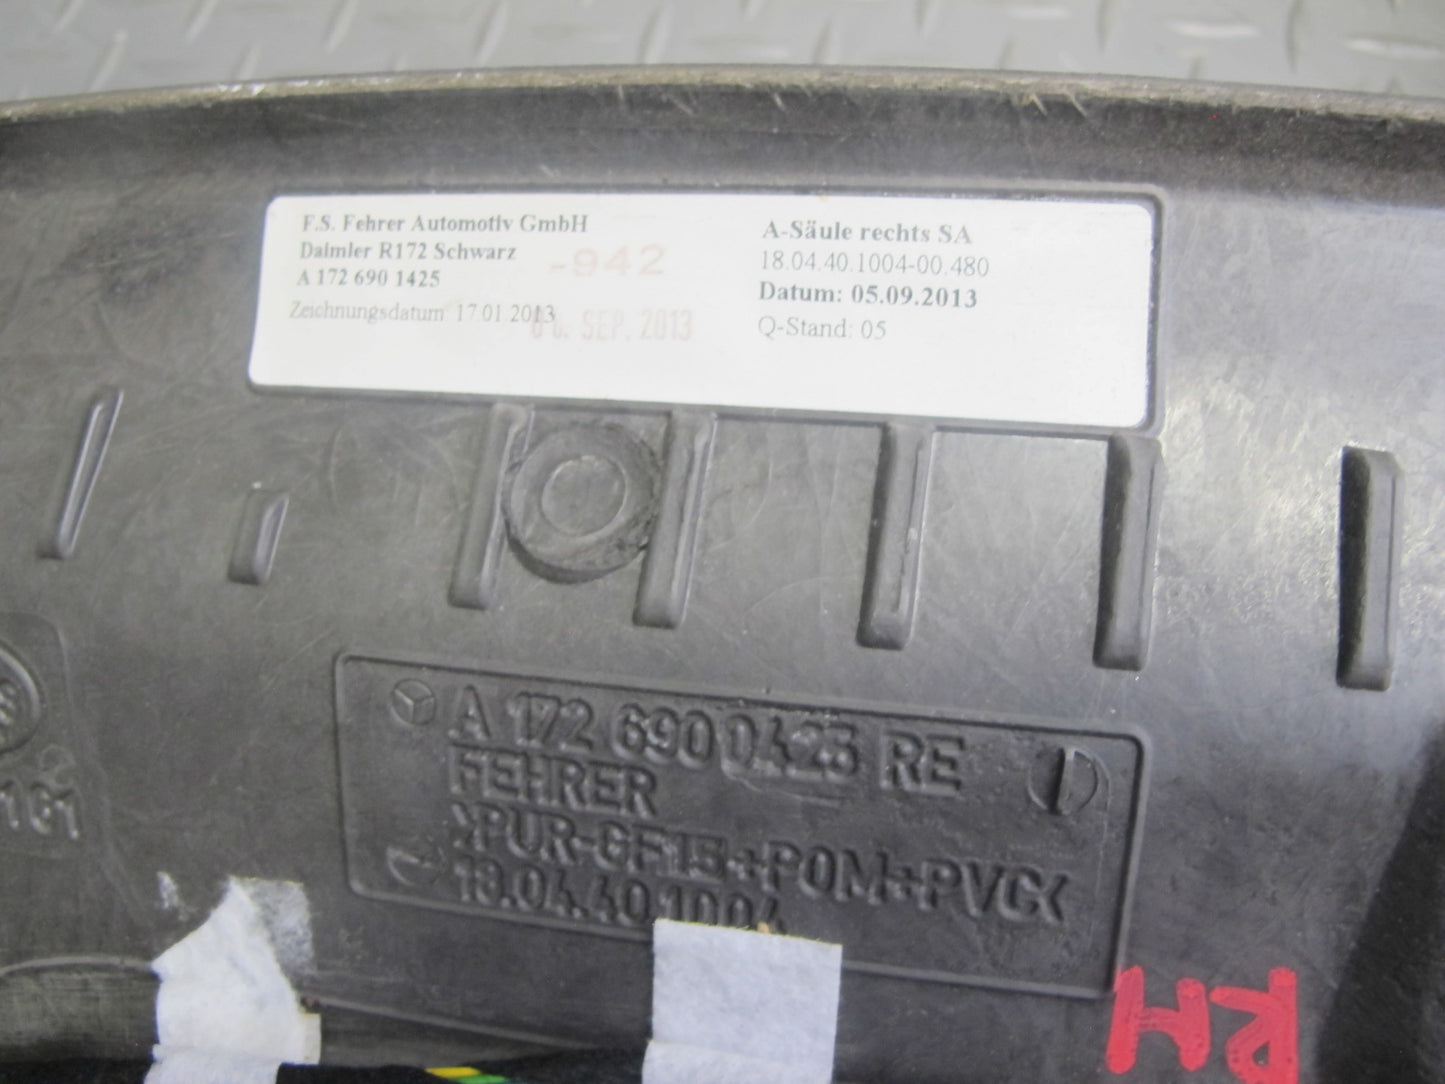 F.S. Fehrer Automotiv GmbH
Daimler R172 Schwarz
A 172 690 1425
Zeichnungsdatum 17.01.2013
-942
SEP. 2013
A-Säule rechts SA
18.04.40.1004-00.480
Datum: 05.09.2013
Q-Stand: 05
A 172 690 0425 RE
FEHRER
>PUR-GF15+POM+PVC<
18.04.40.1004
RH